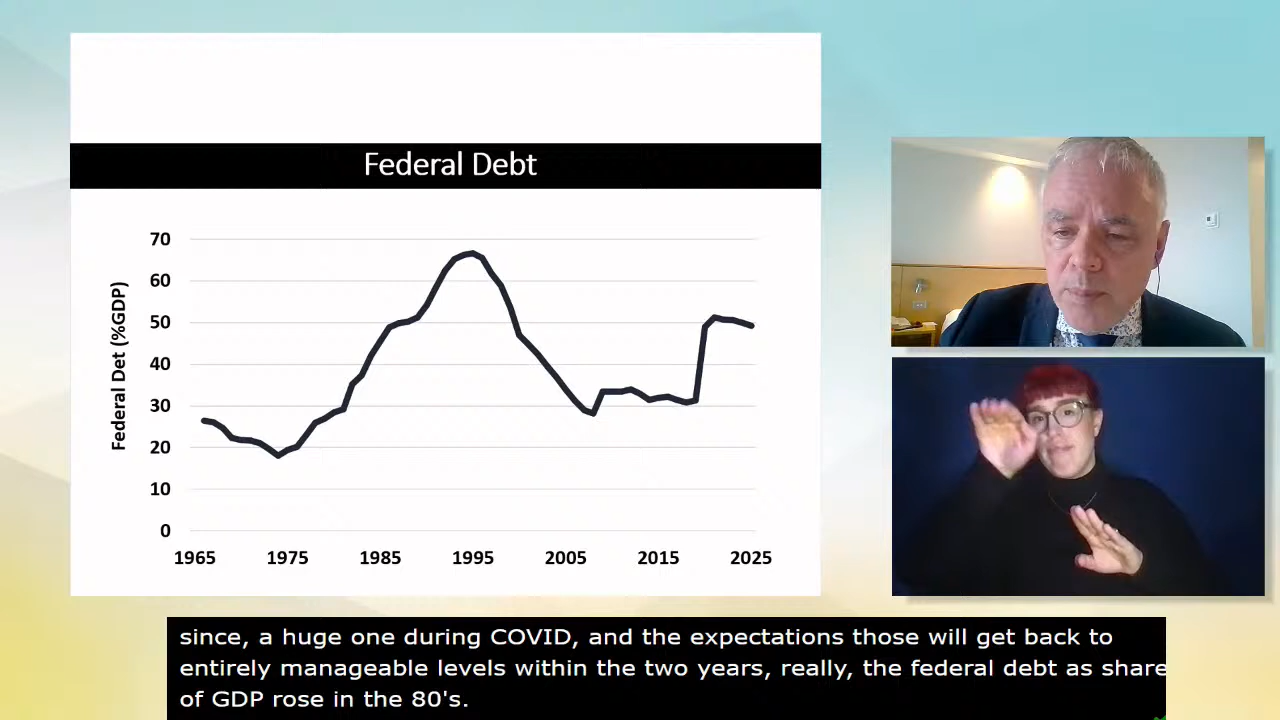 Federal Debt
Federal Det (%GDP)
70
60
50
40
30
20
10
0
1965 1975 1985 1995 2005 2015 2025
since, a huge one during COVID, and the expectations those will get back to
entirely manageable levels within the two years, really, the federal debt as share
of GDP rose in the 80's.